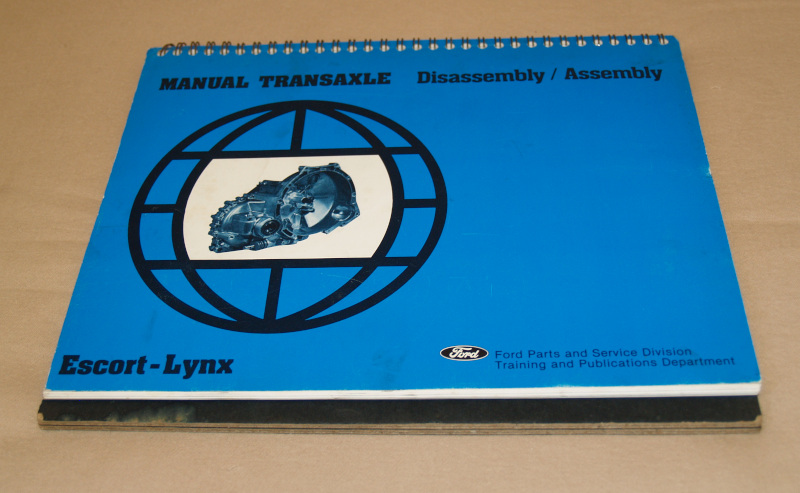 MANUAL TRANSAXLE Disassembly / Assembly
Escort-Lynx
Ford
Ford Parts and Service Division
Training and Publications Department